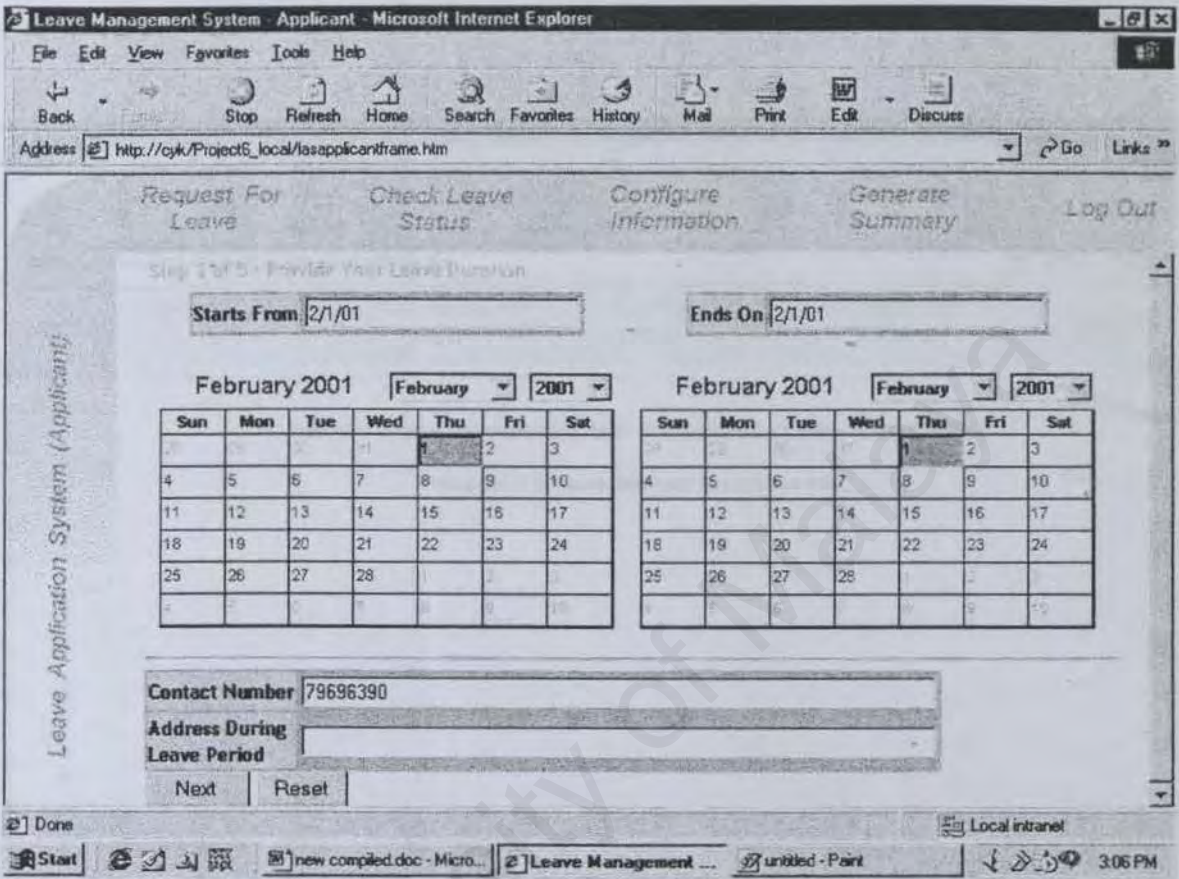 Leave Management System - Applicant - Microsoft Internet Explorer
File Edit View Favorites Tools Help
Back Forward Stop Refresh Home Search Favorites History Mail Print Edit Discuss
Address http://cyk/Project6_local/lasapplicantframe.htm Go Links »
Request For Leave Check Leave Status Configure Information Generate Summary Log Out
of 5 - Provide Your Leave Duration
Leave Application System (Applicant)
Starts From 2/1/01 Ends On 2/1/01
February 2001 February 2001 February 2001 February 2001
Sun Mon Tue Wed Thu Fri Sat Sun Mon Tue Wed Thu Fri Sat
1 2 3 1 2 3
4 5 6 7 8 9 10 4 5 6 7 8 9 10
11 12 13 14 15 16 17 11 12 13 14 15 16 17
18 19 20 21 22 23 24 18 19 20 21 22 23 24
25 26 27 28 25 26 27 28
Contact Number 79696390
Address During
Leave Period
Next Reset
Done Local intranet
Start new compiled.doc - Micro... Leave Management ... untitled - Paint 3:06 PM